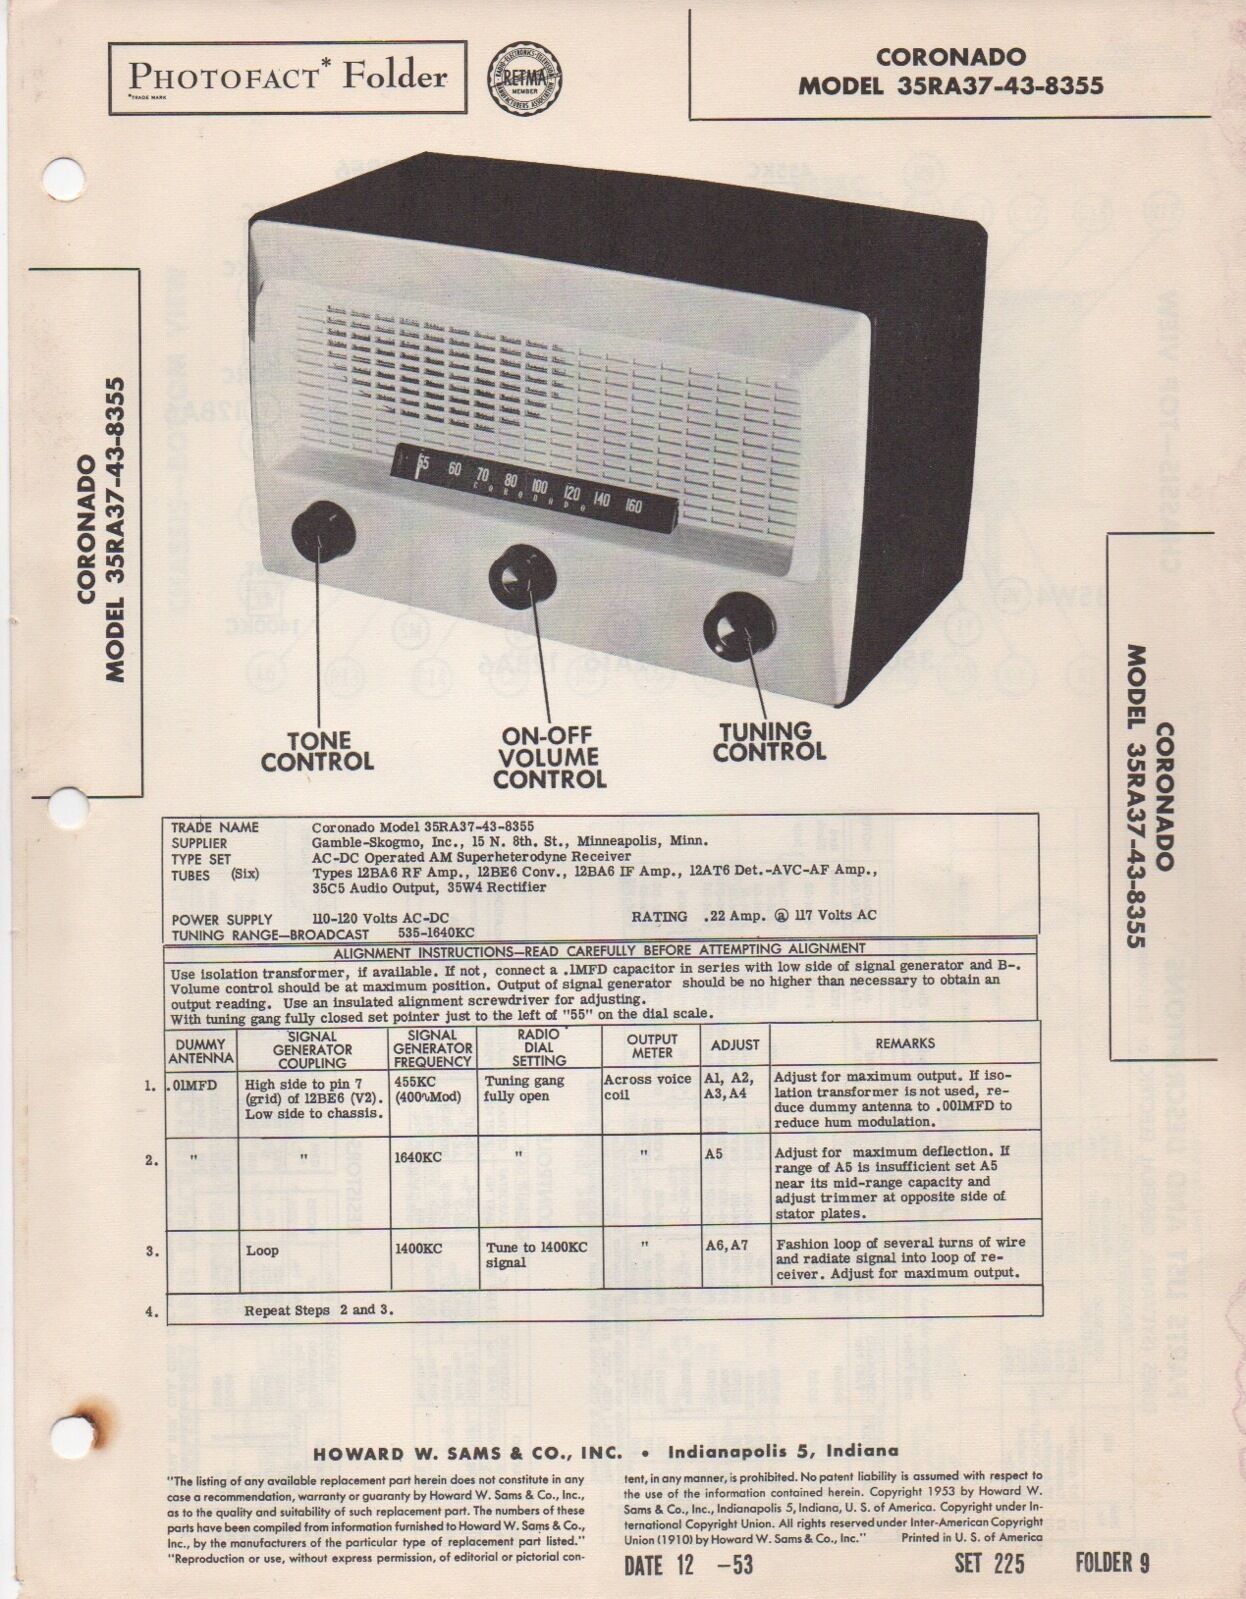 PHOTOFACT* Folder
*TRADE MARK
RADIO-ELECTRONICS-TELEVISION
RETMA
MEMBER
MANUFACTURERS ASSOCIATION
CORONADO
MODEL 35RA37-43-8355
CORONADO
MODEL 35RA37-43-8355
CORONADO
MODEL 35RA37-43-8355
55 60 70 80 100 120 140 160
coronado
TONE
CONTROL
ON-OFF
VOLUME
CONTROL
TUNING
CONTROL
TRADE NAME Coronado Model 35RA37-43-8355
SUPPLIER Gamble-Skogmo, Inc., 15 N. 8th. St., Minneapolis, Minn.
TYPE SET AC-DC Operated AM Superheterodyne Receiver
TUBES (Six) Types 12BA6 RF Amp., 12BE6 Conv., 12BA6 IF Amp., 12AT6 Det.-AVC-AF Amp.,
35C5 Audio Output, 35W4 Rectifier
POWER SUPPLY 110-120 Volts AC-DC RATING .22 Amp. @ 117 Volts AC
TUNING RANGE—BROADCAST 535-1640KC
ALIGNMENT INSTRUCTIONS—READ CAREFULLY BEFORE ATTEMPTING ALIGNMENT
Use isolation transformer, if available. If not, connect a .1MFD capacitor in series with low side of signal generator and B-.
Volume control should be at maximum position. Output of signal generator should be no higher than necessary to obtain an
output reading. Use an insulated alignment screwdriver for adjusting.
With tuning gang fully closed set pointer just to the left of "55" on the dial scale.
DUMMY
ANTENNA
SIGNAL
GENERATOR
COUPLING
SIGNAL
GENERATOR
FREQUENCY
RADIO
DIAL
SETTING
OUTPUT
METER
ADJUST
REMARKS
1. .01MFD
High side to pin 7
(grid) of 12BE6 (V2).
Low side to chassis.
455KC
(400∿Mod)
Tuning gang
fully open
Across voice
coil
A1, A2,
A3, A4
Adjust for maximum output. If iso-
lation transformer is not used, re-
duce dummy antenna to .001MFD to
reduce hum modulation.
2. " " 1640KC " " A5
Adjust for maximum deflection. If
range of A5 is insufficient set A5
near its mid-range capacity and
adjust trimmer at opposite side of
stator plates.
3. Loop 1400KC
Tune to 1400KC
signal
" A6, A7
Fashion loop of several turns of wire
and radiate signal into loop of re-
ceiver. Adjust for maximum output.
4. Repeat Steps 2 and 3.
HOWARD W. SAMS & CO., INC. • Indianapolis 5, Indiana
"The listing of any available replacement part herein does not constitute in any
case a recommendation, warranty or guaranty by Howard W. Sams & Co., Inc.,
as to the quality and suitability of such replacement part. The numbers of these
parts have been compiled from information furnished to Howard W. Sams & Co.,
Inc., by the manufacturers of the particular type of replacement part listed."
"Reproduction or use, without express permission, of editorial or pictorial con-
tent, in any manner, is prohibited. No patent liability is assumed with respect to
the use of the information contained herein. Copyright 1953 by Howard W.
Sams & Co., Inc., Indianapolis 5, Indiana, U. S. of America. Copyright under In-
ternational Copyright Union. All rights reserved under Inter-American Copyright
Union (1910) by Howard W. Sams & Co., Inc." Printed in U. S. of America
DATE 12 -53 SET 225 FOLDER 9